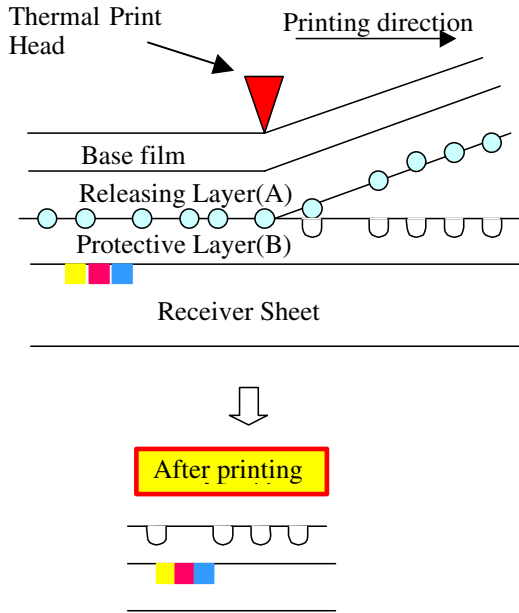 Thermal Print
Head
Printing direction
Base film
Releasing Layer(A)
Protective Layer(B)
Receiver Sheet
After printing